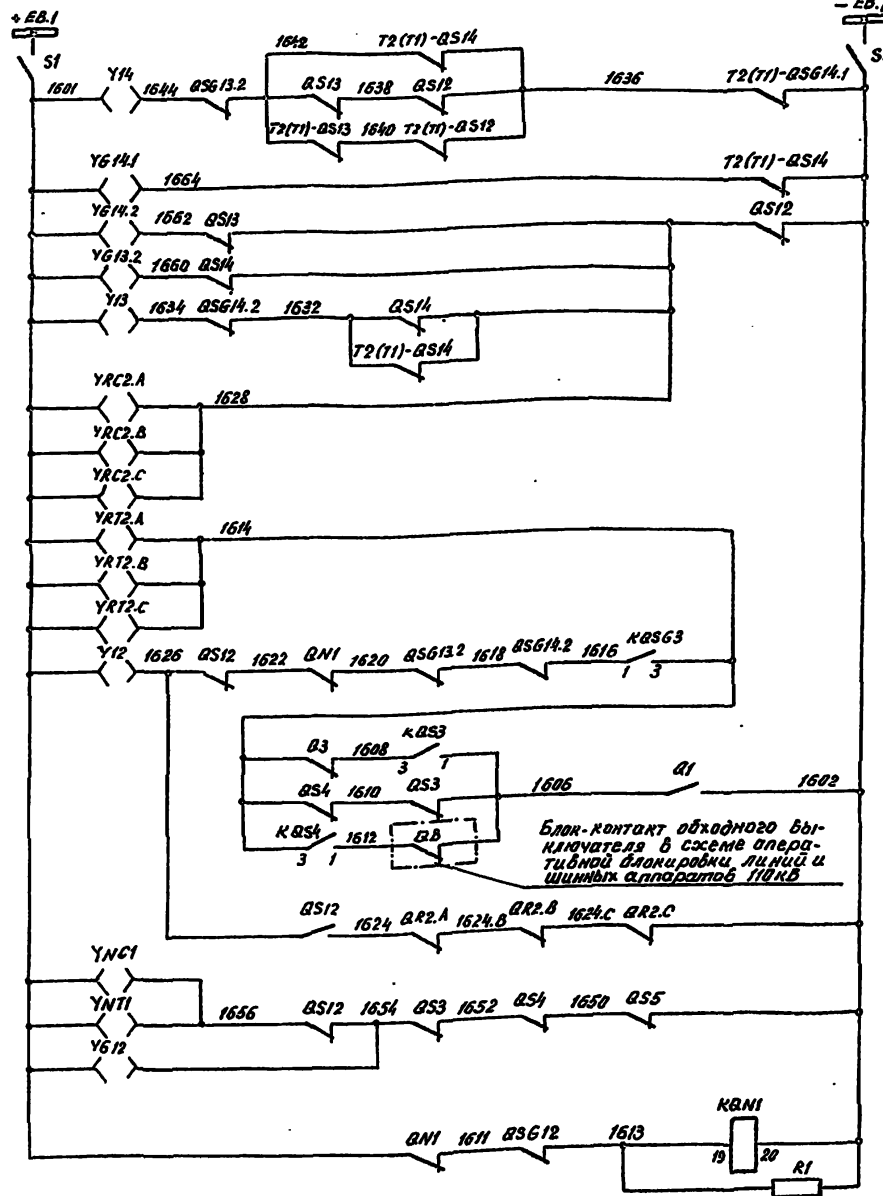 + EB.1
- EB.1
S1
S
1642 T2(T1)-QS14
1601 Y14 1644 QSG13.2 QS13 1638 QS12 1636 T2(T1)-QSG14.1
T2(T1)-QS13 1640 T2(T1)-QS12
YG14.1 1664 T2(T1)-QS14
YG14.2 1662 QS13 QS12
YG13.2 1660 QS14
Y13 1634 QSG14.2 1632 QS14
T2(T1)-QS14
YRC2.A 1628
YRC2.B
YRC2.C
YRT2.A 1614
YRT2.B
YRT2.C
Y12 1626 QS12 1622 QN1 1620 QSG13.2 1618 QSG14.2 1616 KQSG3
1 3
Q3 1608 KQS3
3 1
QS4 1610 QS3 1606 Q1 1602
KQS4 1612 QB
3 1
Блок-контакт обходного вы-
ключателя в схеме опера-
тивной блокировки линий и
шинных аппаратов 110кВ
QS12 1624 QR2.A 1624.B QR2.B 1624.C QR2.C
YNC1
YNT1 1656 QS12 1654 QS3 1652 QS4 1650 QS5
YG12
KQN1
QN1 1611 QSG12 1613 19 20
R1